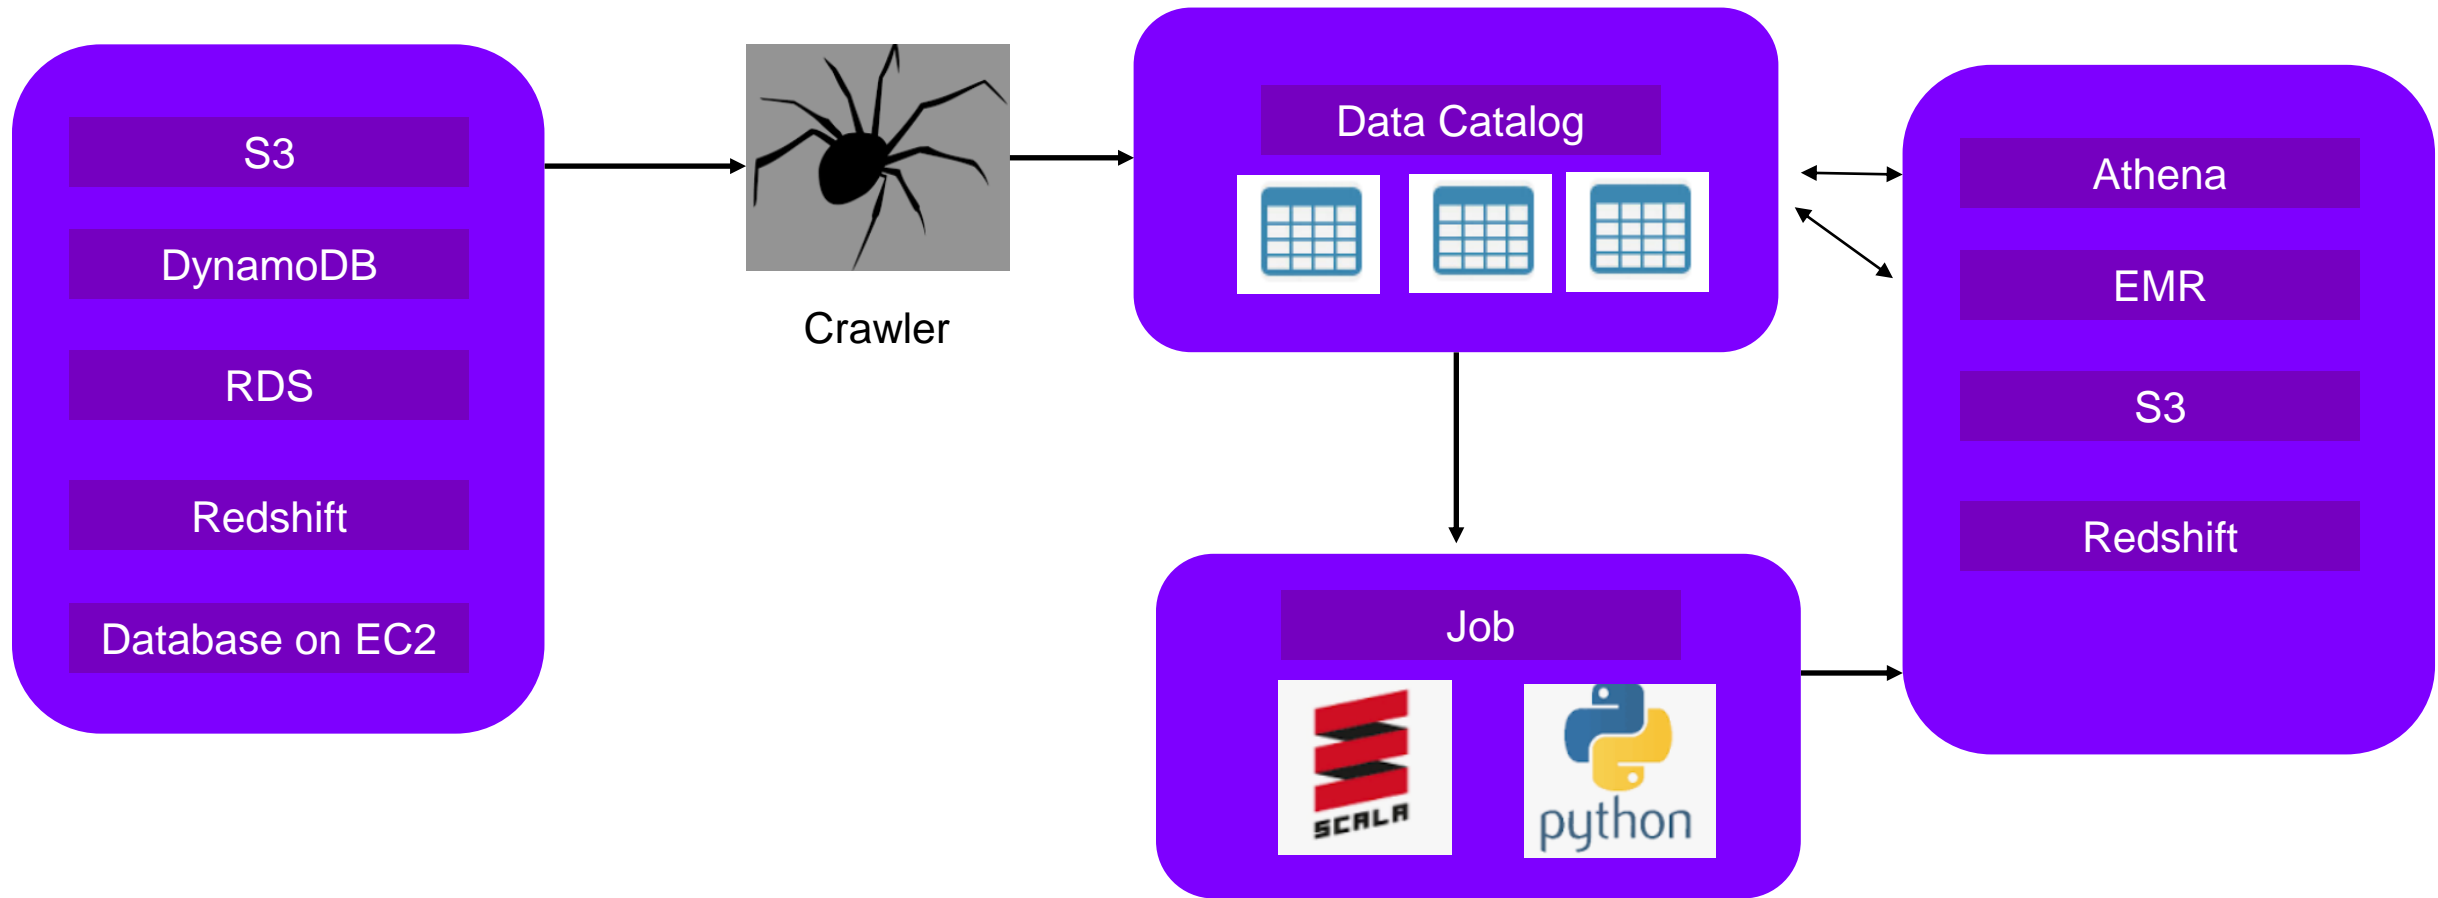 S3
DynamoDB
RDS
Redshift
Database on EC2
Crawler
Data Catalog
Job
SCALA
python
Athena
EMR
S3
Redshift